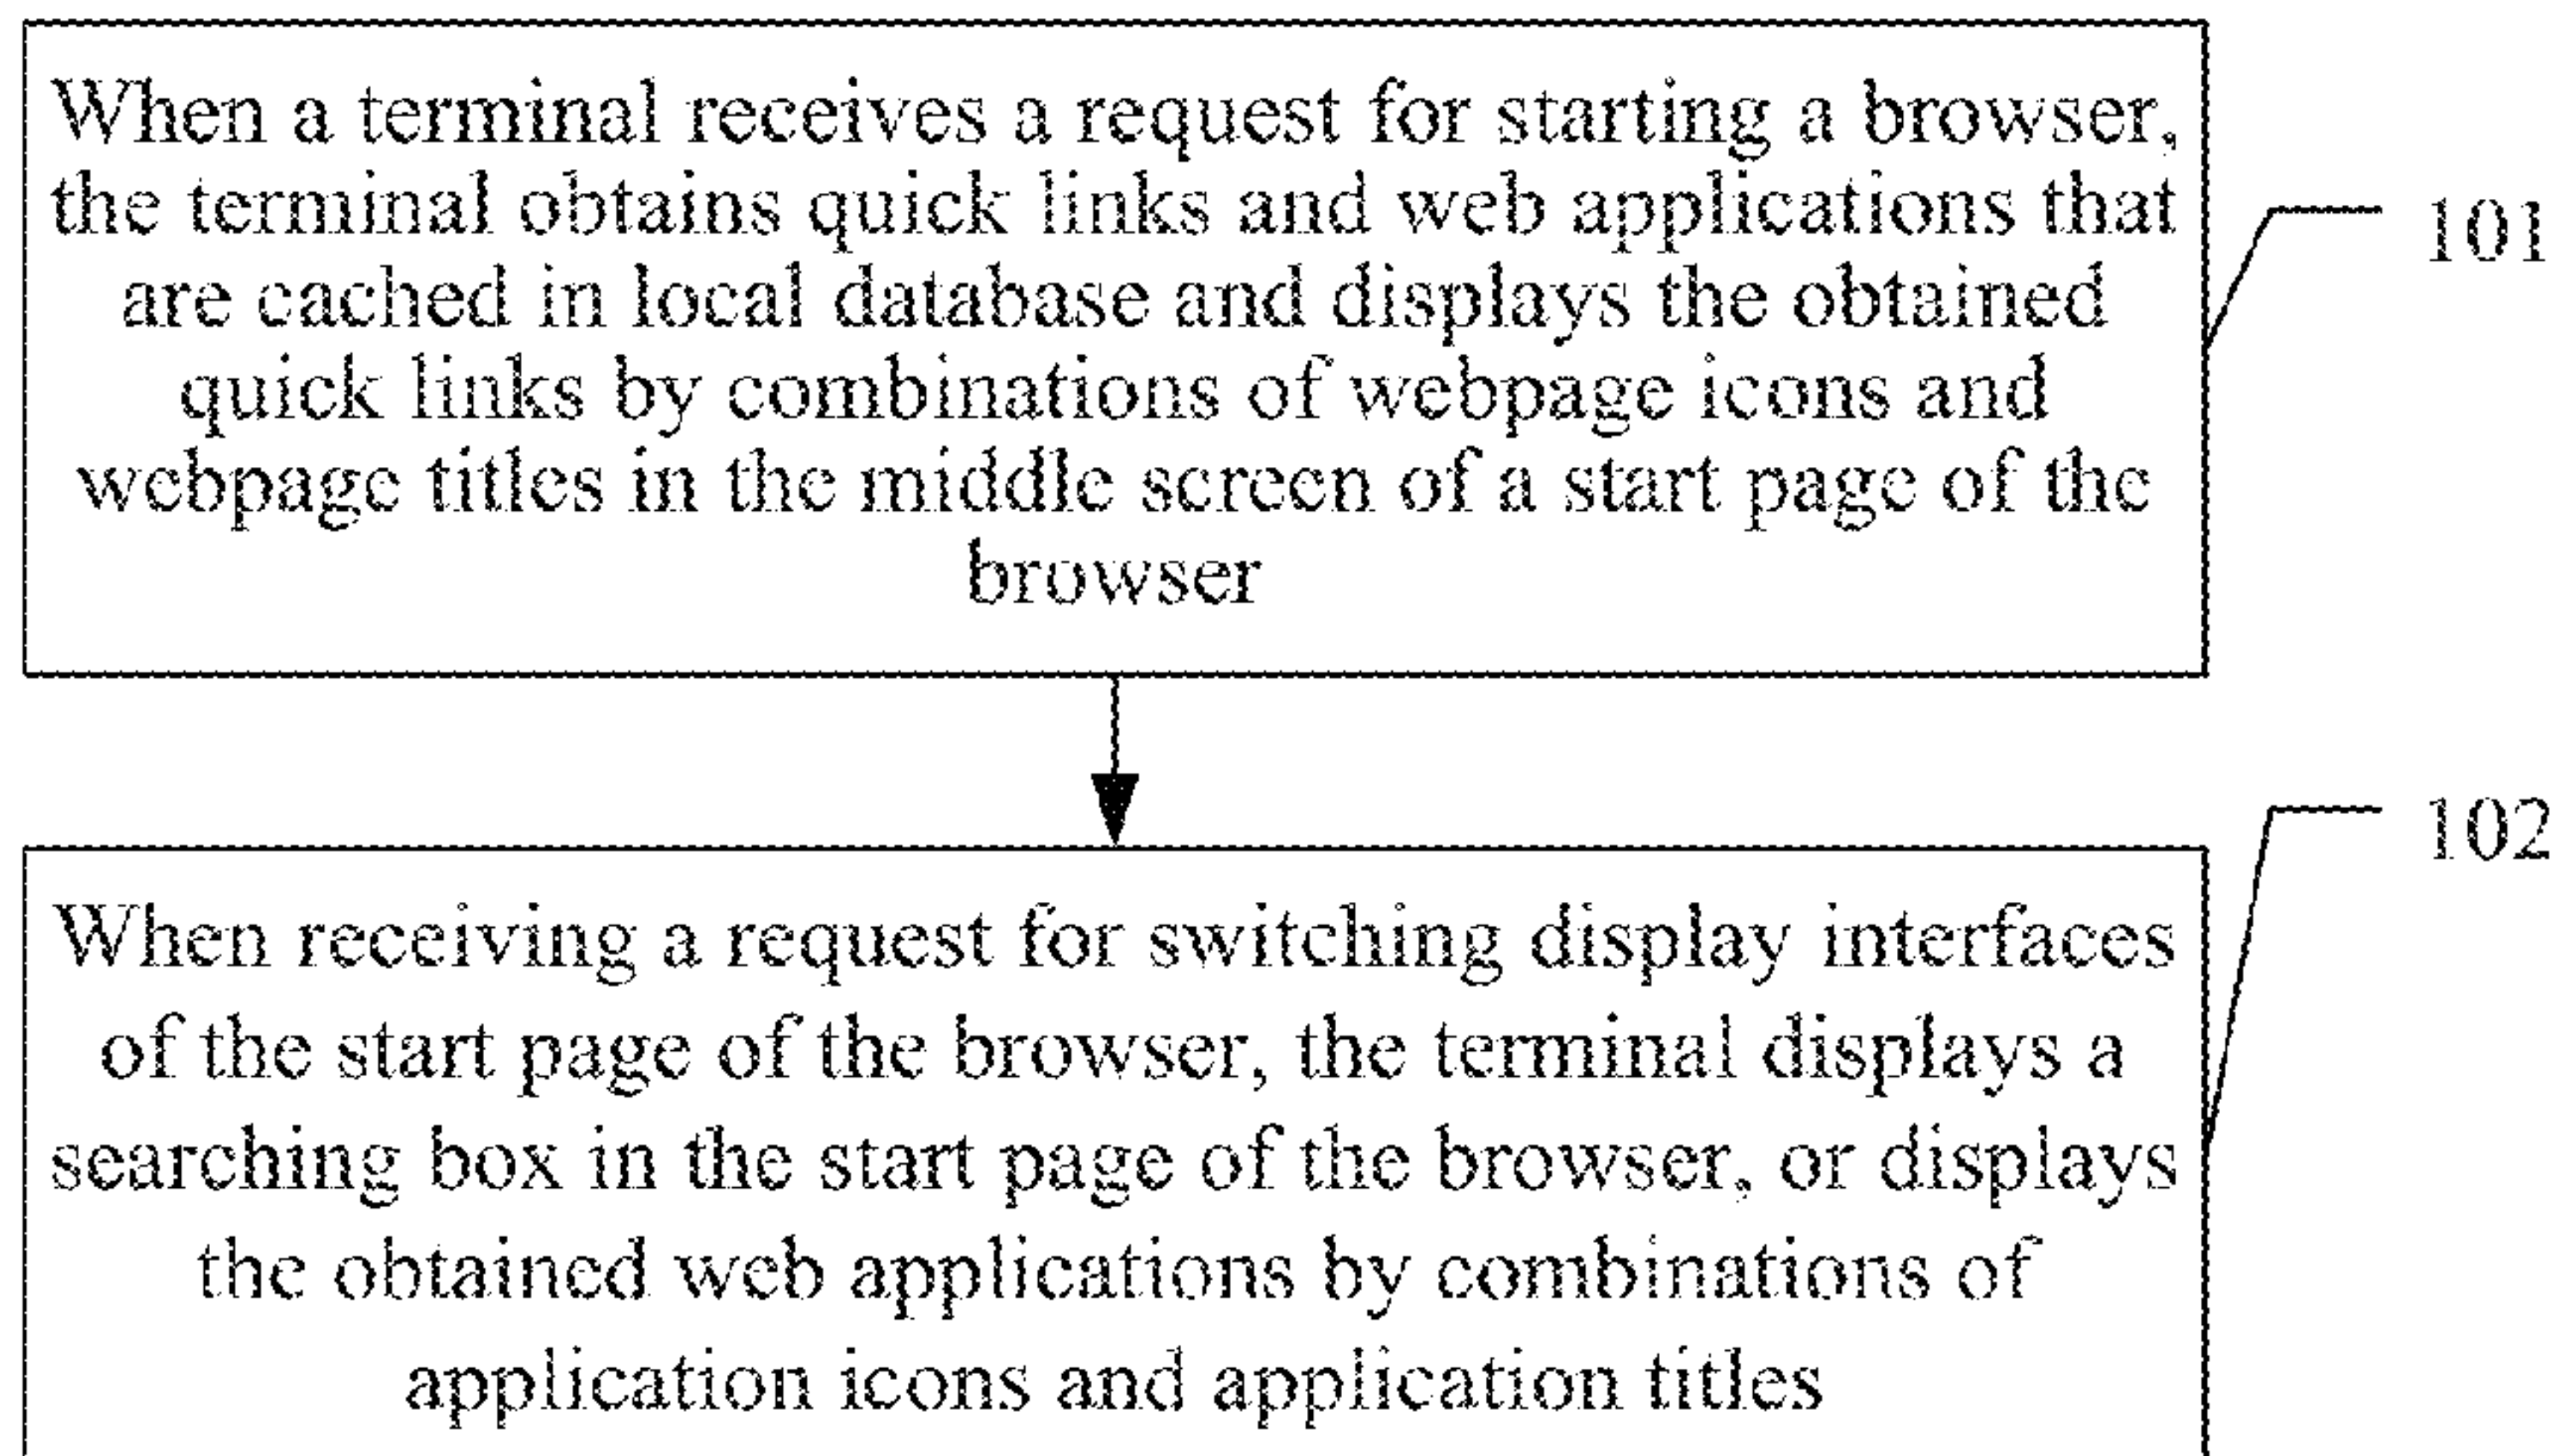 When a terminal receives a request for starting a browser,
the terminal obtains quick links and web applications that
are cached in local database and displays the obtained
quick links by combinations of webpage icons and
webpage titles in the middle screen of a start page of the
browser
101
102
When receiving a request for switching display interfaces
of the start page of the browser, the terminal displays a
searching box in the start page of the browser, or displays
the obtained web applications by combinations of
application icons and application titles